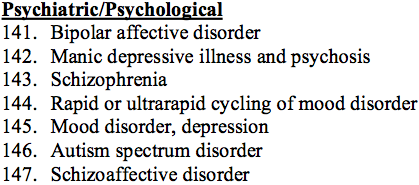 Psychiatric/Psychological
141. Bipolar affective disorder
142. Manic depressive illness and psychosis
143. Schizophrenia
144. Rapid or ultrarapid cycling of mood disorder
145. Mood disorder, depression
146. Autism spectrum disorder
147. Schizoaffective disorder